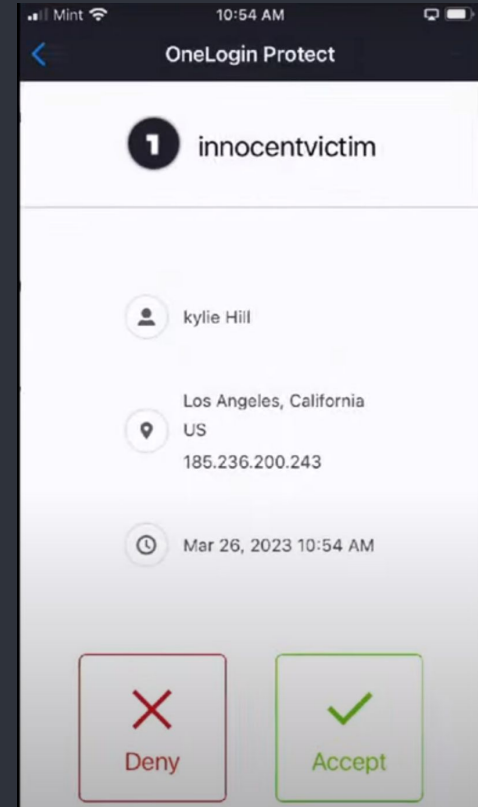 Mint 10:54 AM
OneLogin Protect
1 innocentvictim
kylie Hill
Los Angeles, California
US
185.236.200.243
Mar 26, 2023 10:54 AM
Deny Accept